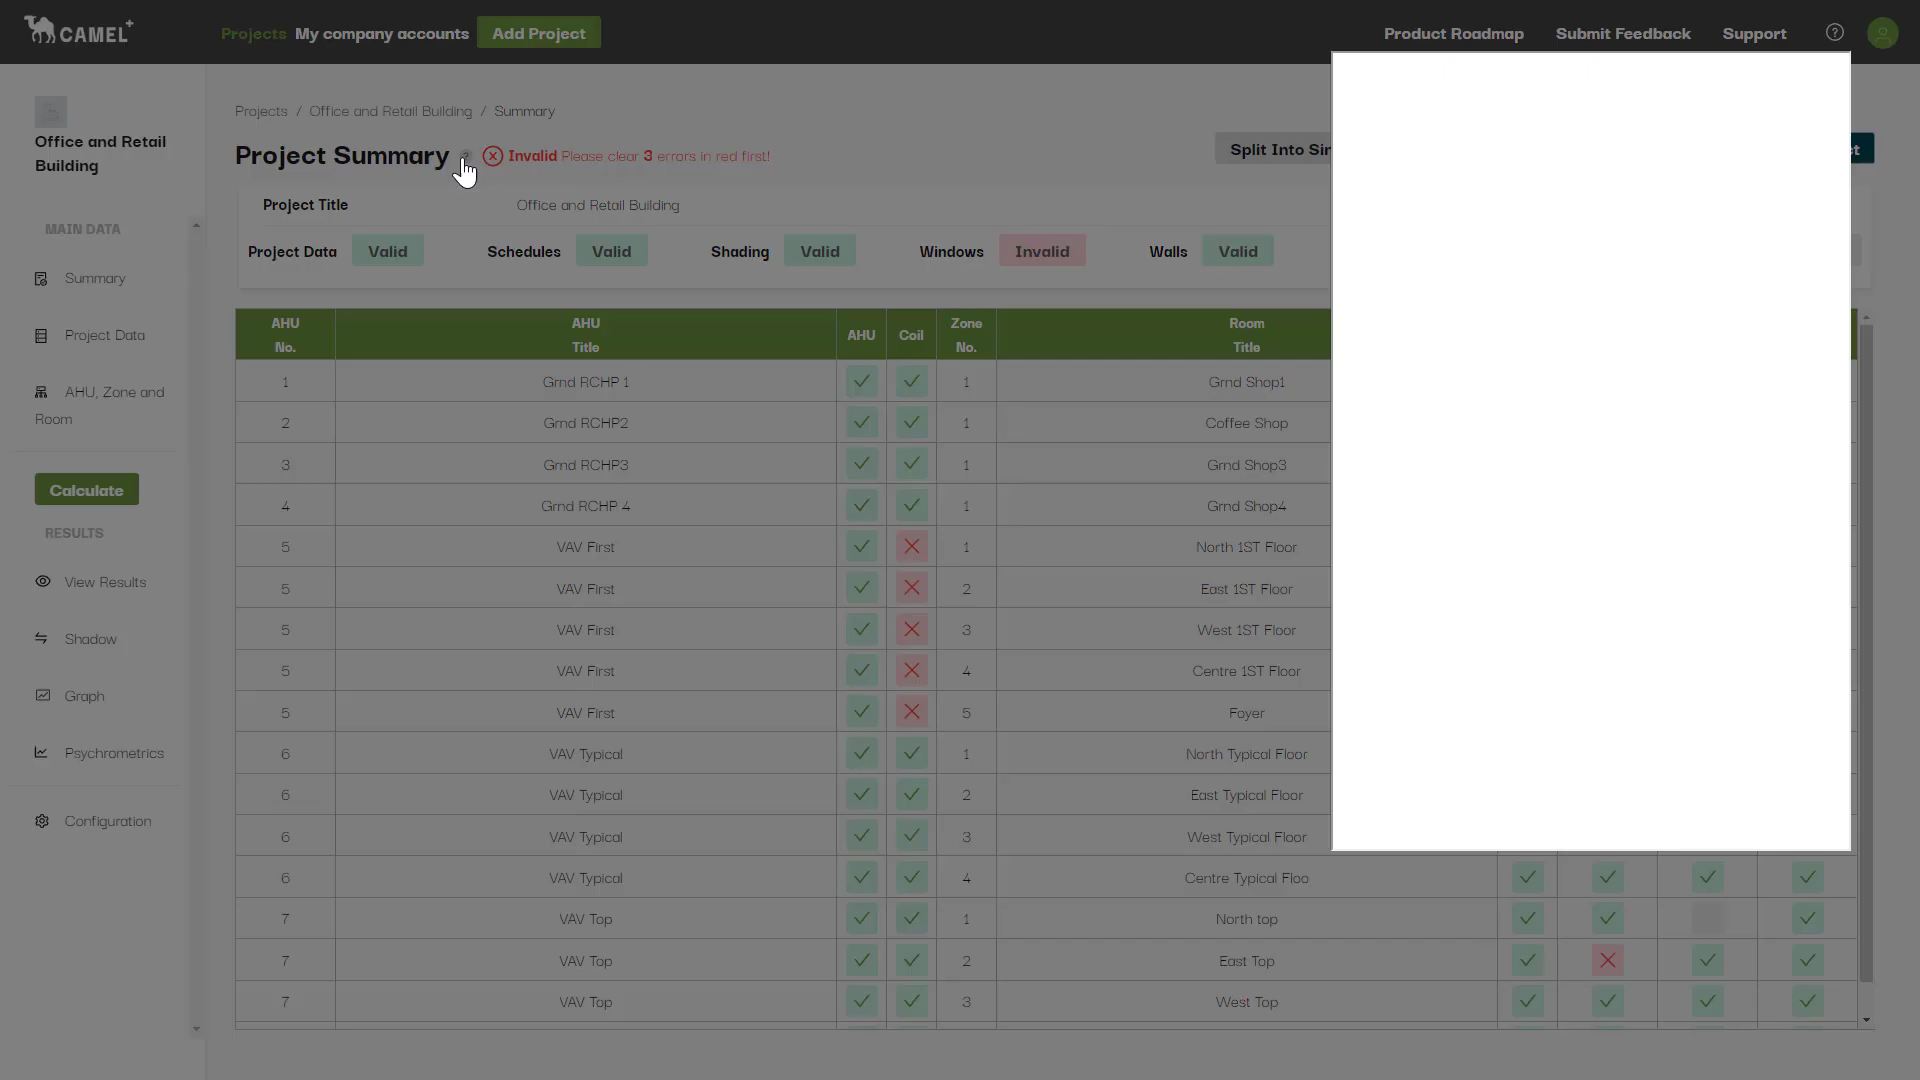 CAMEL+
Projects My company accounts Add Project
Product Roadmap Submit Feedback Support
Office and Retail
Building
MAIN DATA
Summary
Project Data
AHU, Zone and
Room
Calculate
RESULTS
View Results
Shadow
Graph
Psychrometrics
Configuration
Projects / Office and Retail Building / Summary
Project Summary Invalid Please clear 3 errors in red first!
Split Into
Project Title Office and Retail Building
Project Data Valid Schedules Valid Shading Valid Windows Invalid Walls Valid
AHU No. AHU Title AHU Coil Zone No. Room Title
1 Grnd RCHP 1 1 Grnd Shop1
2 Grnd RCHP2 1 Coffee Shop
3 Grnd RCHP3 1 Grnd Shop3
4 Grnd RCHP 4 1 Grnd Shop4
5 VAV First 1 North 1ST Floor
5 VAV First 2 East 1ST Floor
5 VAV First 3 West 1ST Floor
5 VAV First 4 Centre 1ST Floor
5 VAV First 5 Foyer
6 VAV Typical 1 North Typical Floor
6 VAV Typical 2 East Typical Floor
6 VAV Typical 3 West Typical Floor
6 VAV Typical 4 Centre Typical Floo
7 VAV Top 1 North top
7 VAV Top 2 East Top
7 VAV Top 3 West Top